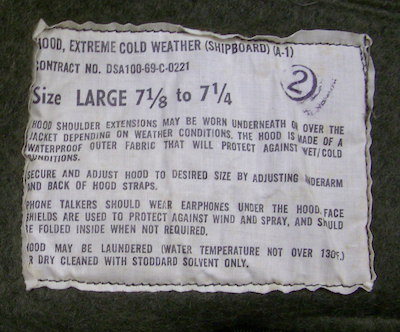 HOOD, EXTREME COLD WEATHER (SHIPBOARD) (A-1)
CONTRACT NO. DSA100-69-C-0221
Size LARGE 7 1/8 to 7 1/4
2
HOOD SHOULDER EXTENSIONS MAY BE WORN UNDERNEATH OR OVER THE
JACKET DEPENDING ON WEATHER CONDITIONS. THE HOOD IS MADE OF A
WATERPROOF OUTER FABRIC THAT WILL PROTECT AGAINST WET/COLD
CONDITIONS.
SECURE AND ADJUST HOOD TO DESIRED SIZE BY ADJUSTING UNDERARM
AND BACK OF HOOD STRAPS.
PHONE TALKERS SHOULD WEAR EARPHONES UNDER THE HOOD. FACE
SHIELDS ARE USED TO PROTECT AGAINST WIND AND SPRAY, AND SHOULD
BE FOLDED INSIDE WHEN NOT REQUIRED.
HOOD MAY BE LAUNDERED (WATER TEMPERATURE NOT OVER 130F.)
OR DRY CLEANED WITH STODDARD SOLVENT ONLY.